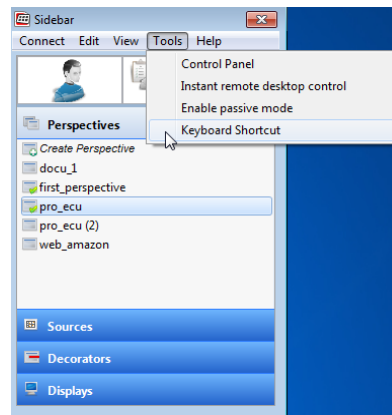 Sidebar
Connect Edit View Tools Help
Control Panel
Instant remote desktop control
Enable passive mode
Keyboard Shortcut
Perspectives
Create Perspective
docu_1
first_perspective
pro_ecu
pro_ecu (2)
web_amazon
Sources
Decorators
Displays